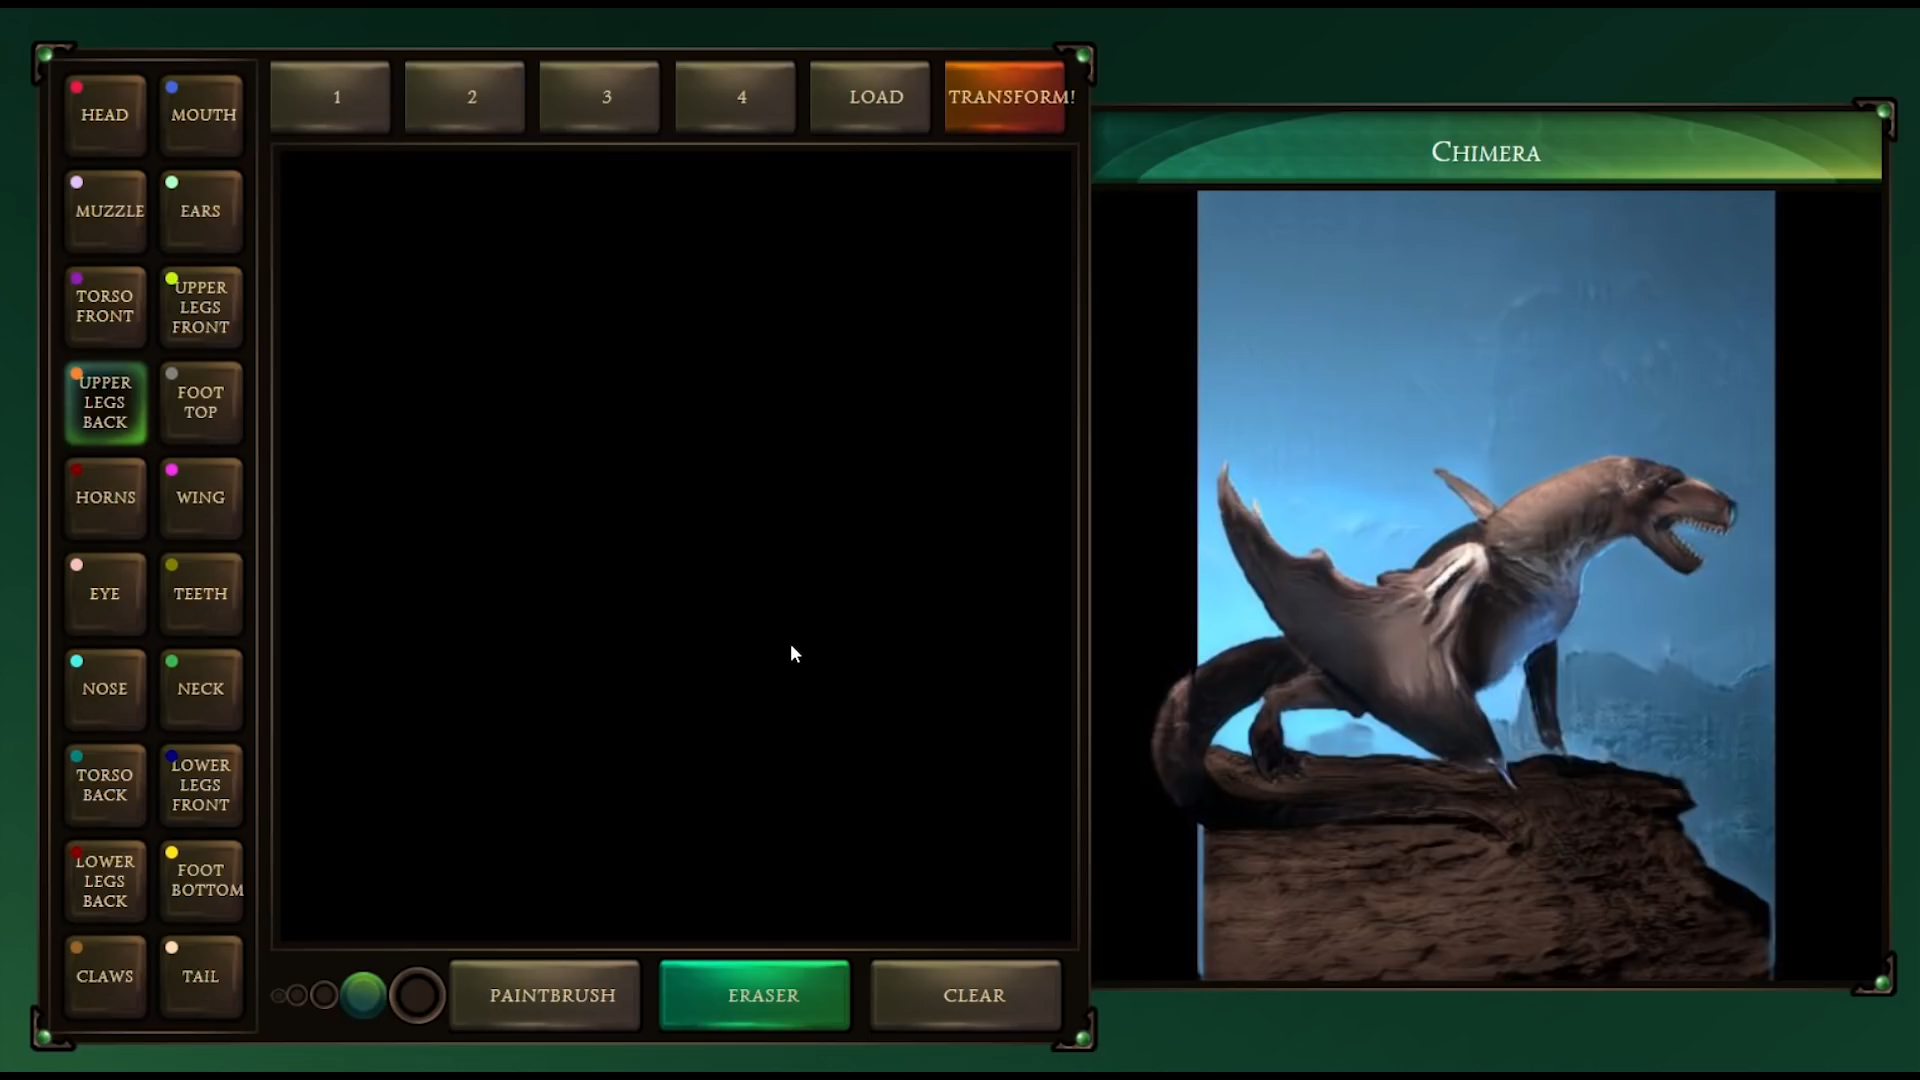 1
2
3
4
LOAD
TRANSFORM!
HEAD
MOUTH
MUZZLE
EARS
TORSO
FRONT
UPPER
LEGS
FRONT
UPPER
LEGS
BACK
FOOT
TOP
HORNS
WING
EYE
TEETH
NOSE
NECK
TORSO
BACK
LOWER
LEGS
FRONT
LOWER
LEGS
BACK
FOOT
BOTTOM
CLAWS
TAIL
PAINTBRUSH
ERASER
CLEAR
CHIMERA